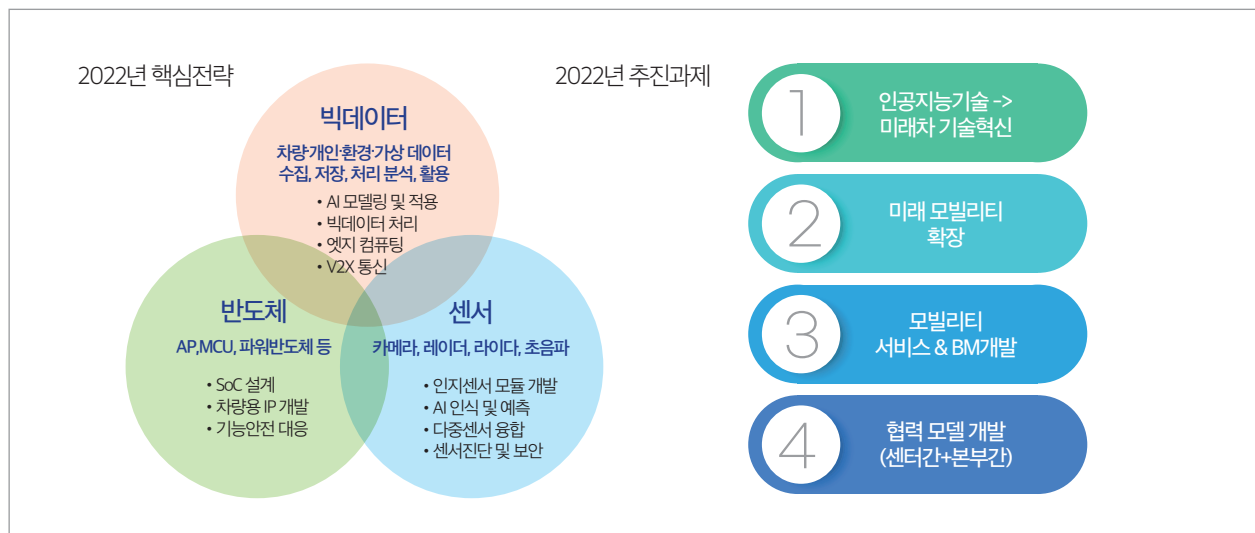 2022년 핵심전략
빅데이터
차량·개인·환경·가상 데이터
수집, 저장, 처리 분석, 활용
• AI 모델링 및 적용
• 빅데이터 처리
• 엣지 컴퓨팅
• V2X 통신
반도체
AP,MCU, 파워반도체 등
• SoC 설계
• 차량용 IP 개발
• 기능안전 대응
센서
카메라, 레이더, 라이다, 초음파
• 인지센서 모듈 개발
• AI 인식 및 예측
• 다중센서 융합
• 센서진단 및 보안
2022년 추진과제
1
인공지능기술 ->
미래차 기술혁신
2
미래 모빌리티
확장
3
모빌리티
서비스 & BM개발
4
협력 모델 개발
(센터간+본부간)